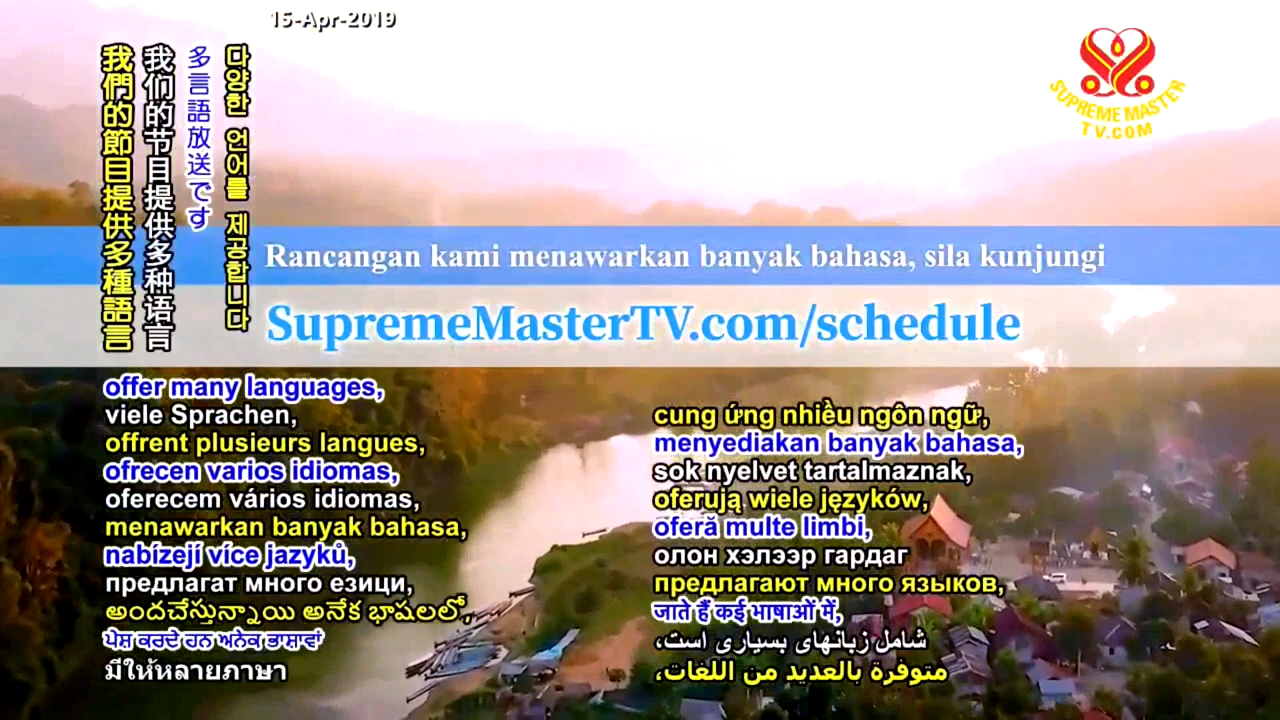 15-Apr-2019
SUPREME MASTER
TV.COM
我們的節目提供多種語言
我们的节目提供多种语言
多言語放送です
다양한 언어를 제공합니다
Rancangan kami menawarkan banyak bahasa, sila kunjungi
SupremeMasterTV.com/schedule
offer many languages,
viele Sprachen,
offrent plusieurs langues,
ofrecen varios idiomas,
oferecem vários idiomas,
menawarkan banyak bahasa,
nabízejí více jazyků,
предлагат много езици,
అందచేస్తున్నాయి అనేక భాషలలో,
ਪੇਸ਼ ਕਰਦੇ ਹਨ ਅਨੇਕ ਭਾਸ਼ਾਵਾਂ
มีให้หลายภาษา
cung ứng nhiều ngôn ngữ,
menyediakan banyak bahasa,
sok nyelvet tartalmaznak,
oferują wiele języków,
oferă multe limbi,
олон хэлээр гардаг
предлагают много языков,
जाते हैं कई भाषाओं में,
شامل زبانهای بسیاری است،
متوفرة بالعديد من اللغات،